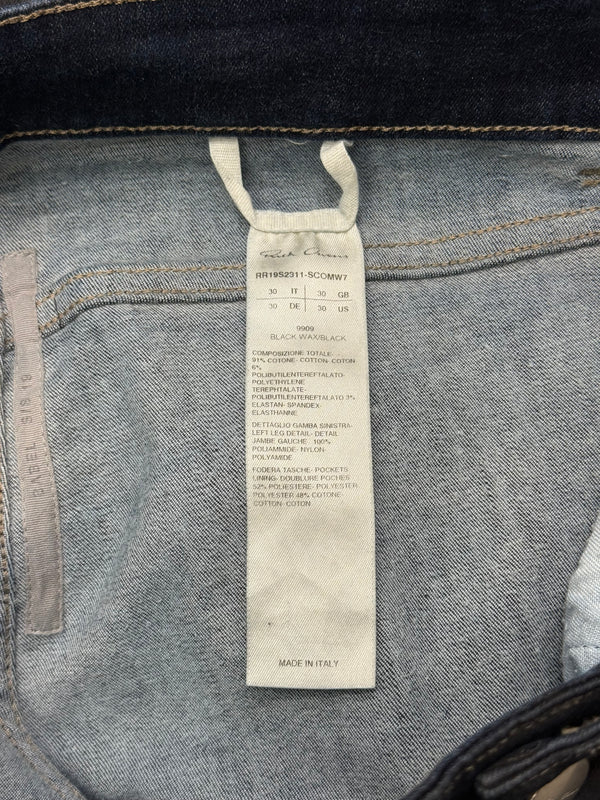 Rick Owens
RR19S2311-SCOMW7
30 IT 30 GB
30 DE 30 US
9909
BLACK WAX/BLACK
COMPOSIZIONE TOTALE-
91% COTONE- COTTON- COTON
6%
POLIBUTILENTEREFTALATO-
POLYETHYLENE
TEREPHTALATE-
POLIBUTILENTEREFTALATO 3%
ELASTAN- SPANDEX-
ELASTHANNE
DETTAGLIO GAMBA SINISTRA-
LEFT LEG DETAIL- DETAIL
JAMBE GAUCHE . 100%
POLIAMMIDE- NYLON-
POLYAMIDE
FODERA TASCHE- POCKETS
LINING- DOUBLURE POCHES
52% POLIESTERE- POLYESTER
POLYESTER 48% COTONE
COTTON- COTON
MADE IN ITALY